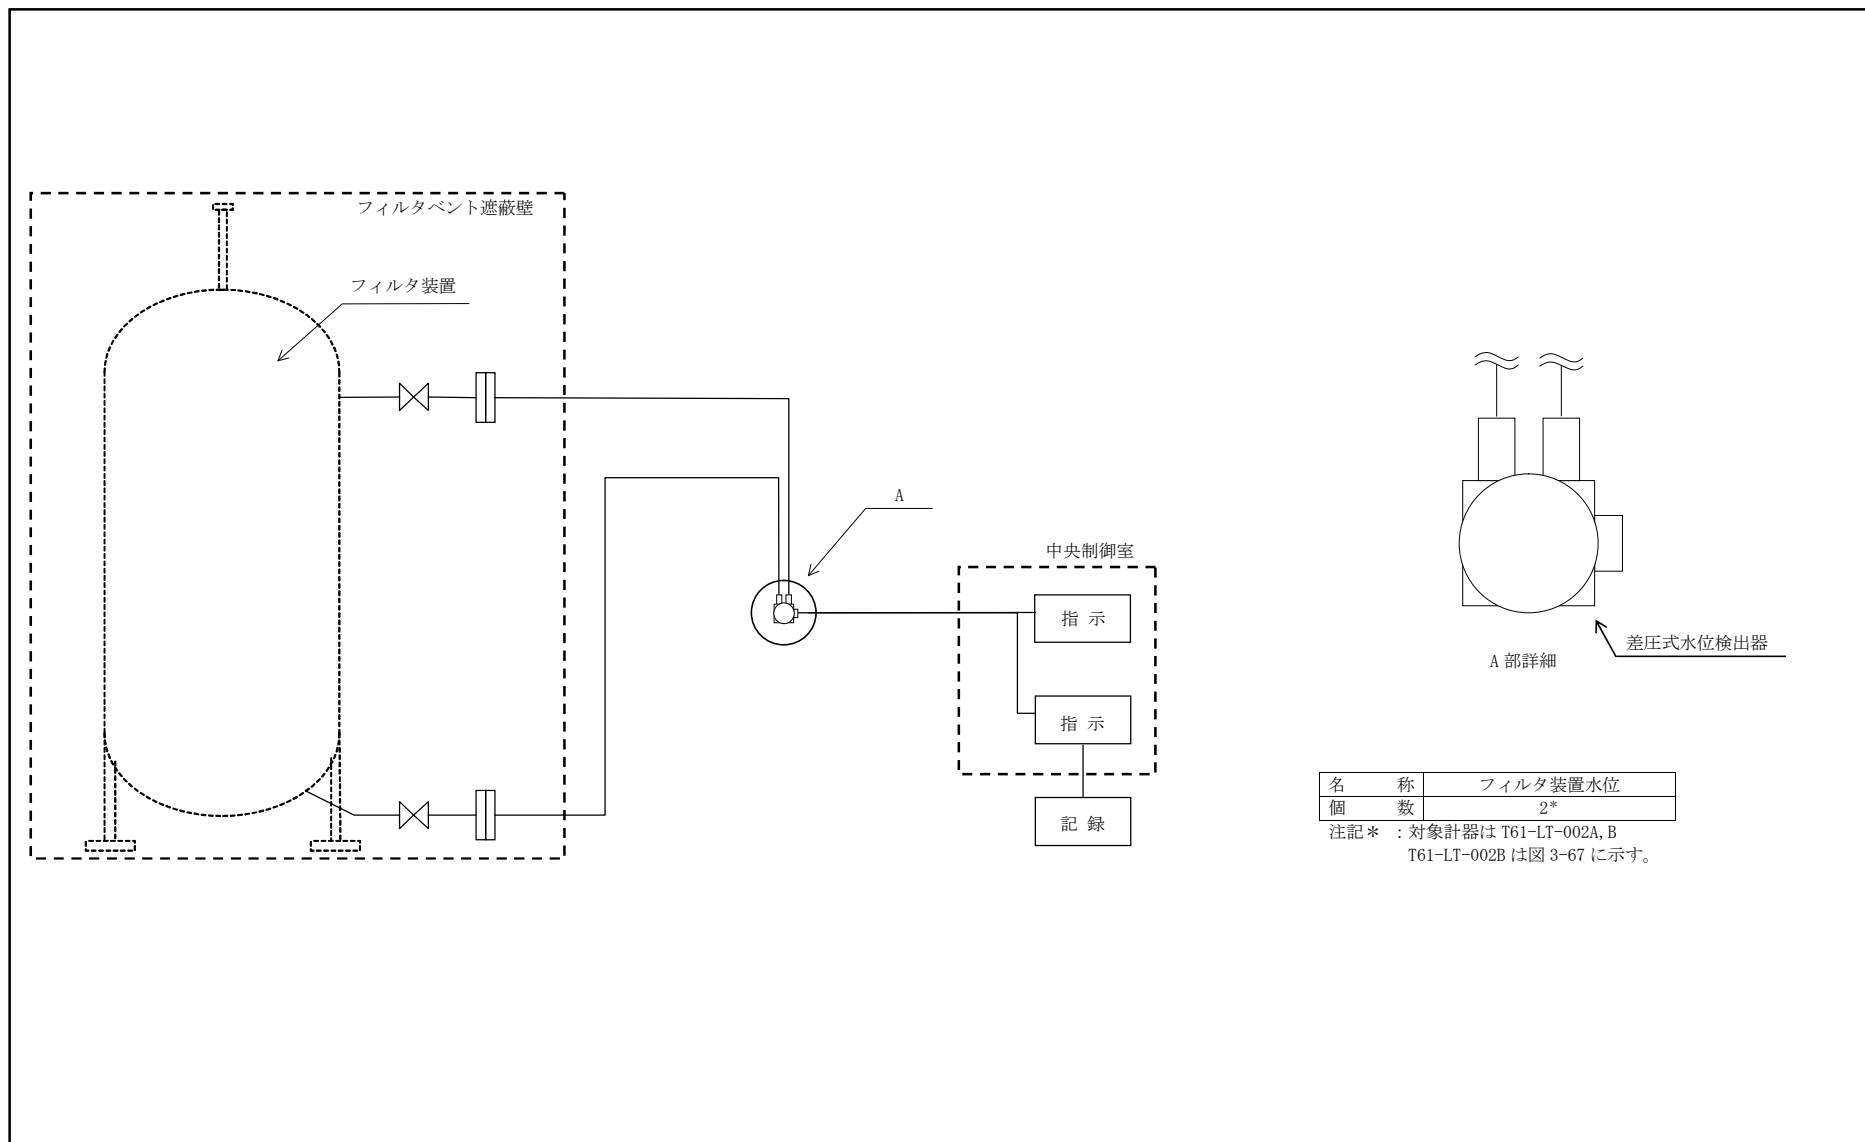 フィルタベント遮蔽壁
フィルタ装置
A
中央制御室
指 示
指 示
記 録
A 部詳細
差圧式水位検出器
名 称 フィルタ装置水位
個 数 2*
注記＊ : 対象計器は T61-LT-002A, B
T61-LT-002B は図 3-67 に示す。